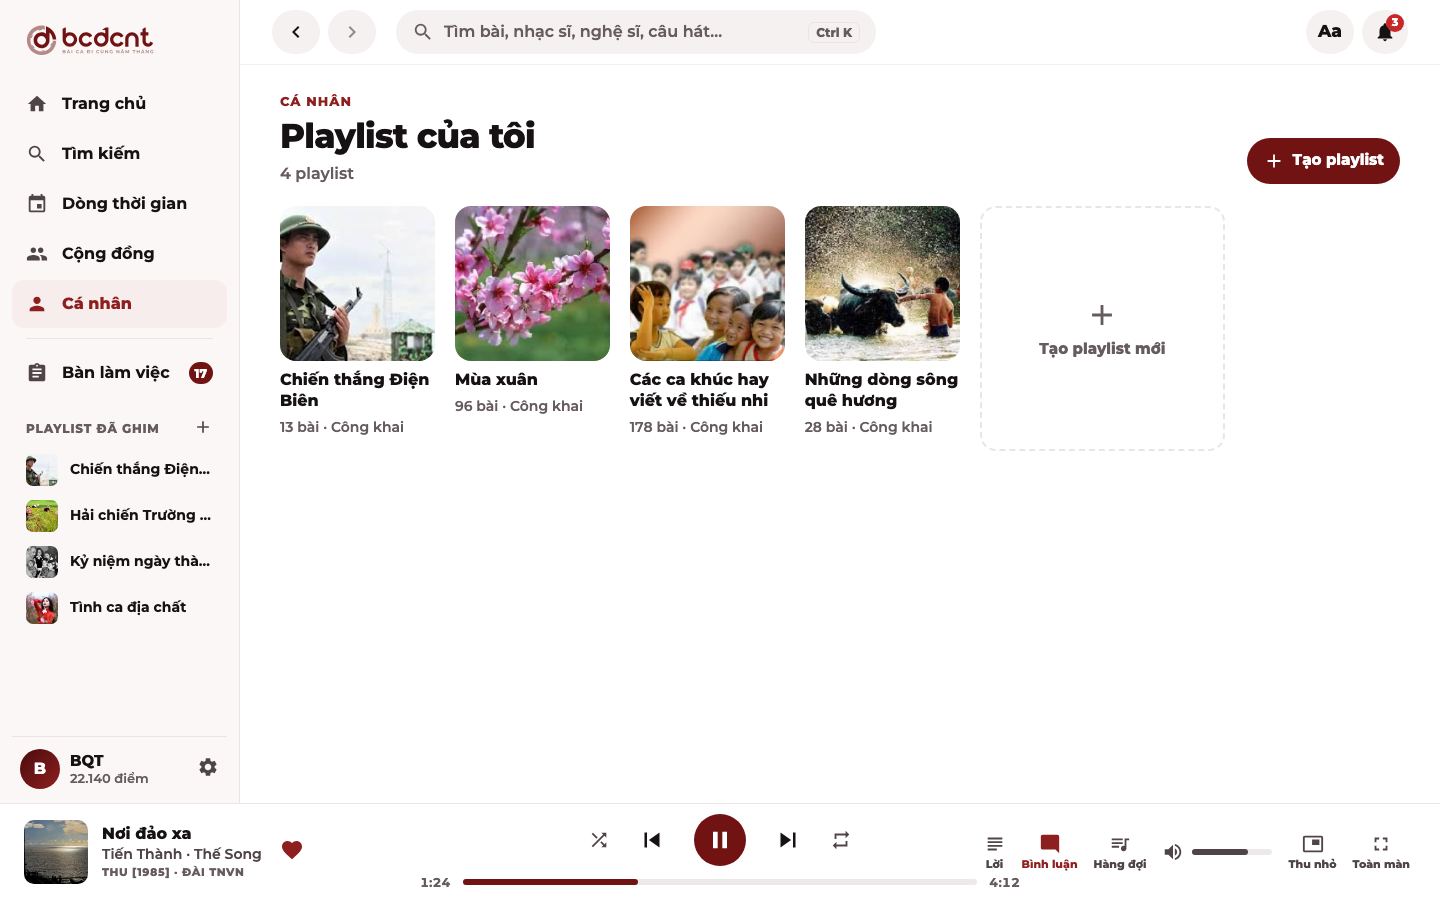 bcdcnt
BÀI CA ĐI CÙNG NĂM THÁNG
Trang chủ
Tìm kiếm
Dòng thời gian
Cộng đồng
Cá nhân
Bàn làm việc
17
PLAYLIST ĐÃ GHIM
Chiến thắng Điện...
Hải chiến Trường ...
Kỷ niệm ngày thà...
Tình ca địa chất
B
BQT
22.140 điểm
Tìm bài, nhạc sĩ, nghệ sĩ, câu hát...
Ctrl K
Aa
3
CÁ NHÂN
Playlist của tôi
4 playlist
Tạo playlist
Chiến thắng Điện
Biên
13 bài · Công khai
Mùa xuân
96 bài · Công khai
Các ca khúc hay
viết về thiếu nhi
178 bài · Công khai
Những dòng sông
quê hương
28 bài · Công khai
Tạo playlist mới
Nơi đảo xa
Tiến Thành · Thế Song
THU [1985] · ĐÀI TNVN
1:24
4:12
Lời
Bình luận
Hàng đợi
Thu nhỏ
Toàn màn